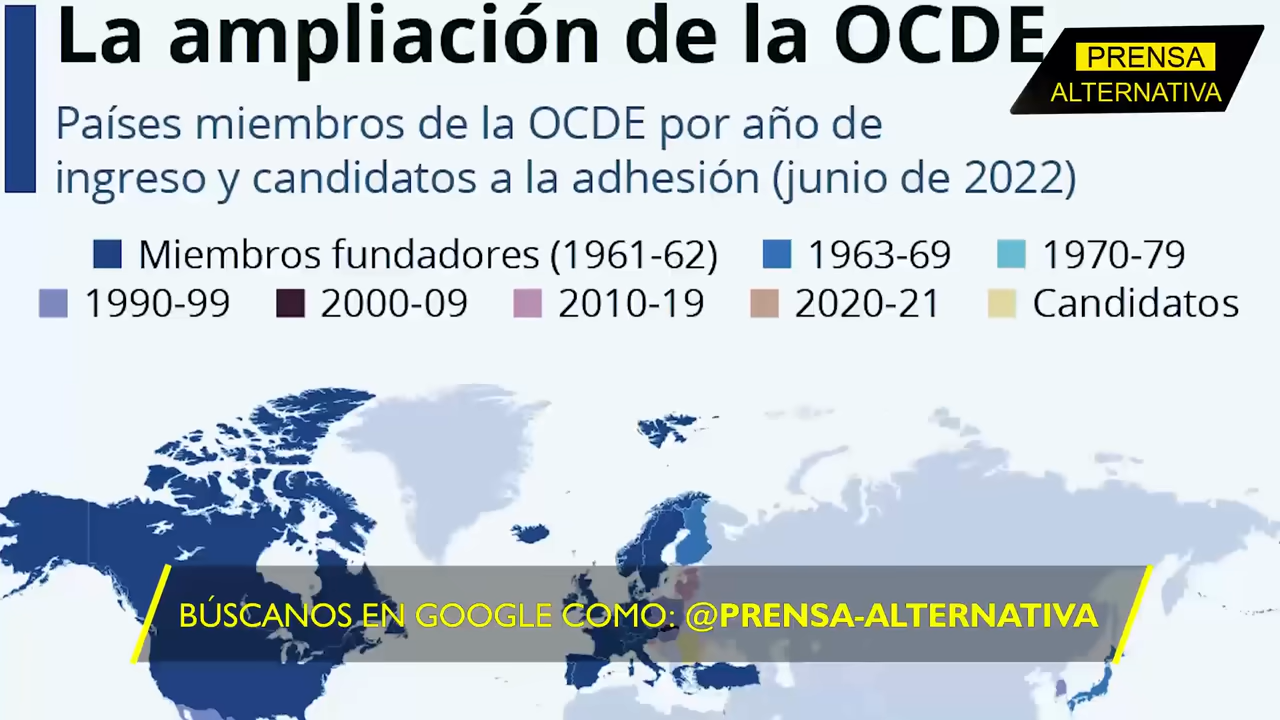 La ampliación de la OCDE
PRENSA
ALTERNATIVA
Países miembros de la OCDE por año de
ingreso y candidatos a la adhesión (junio de 2022)
Miembros fundadores (1961-62) 1963-69 1970-79
1990-99 2000-09 2010-19 2020-21 Candidatos
BÚSCANOS EN GOOGLE COMO: @PRENSA-ALTERNATIVA